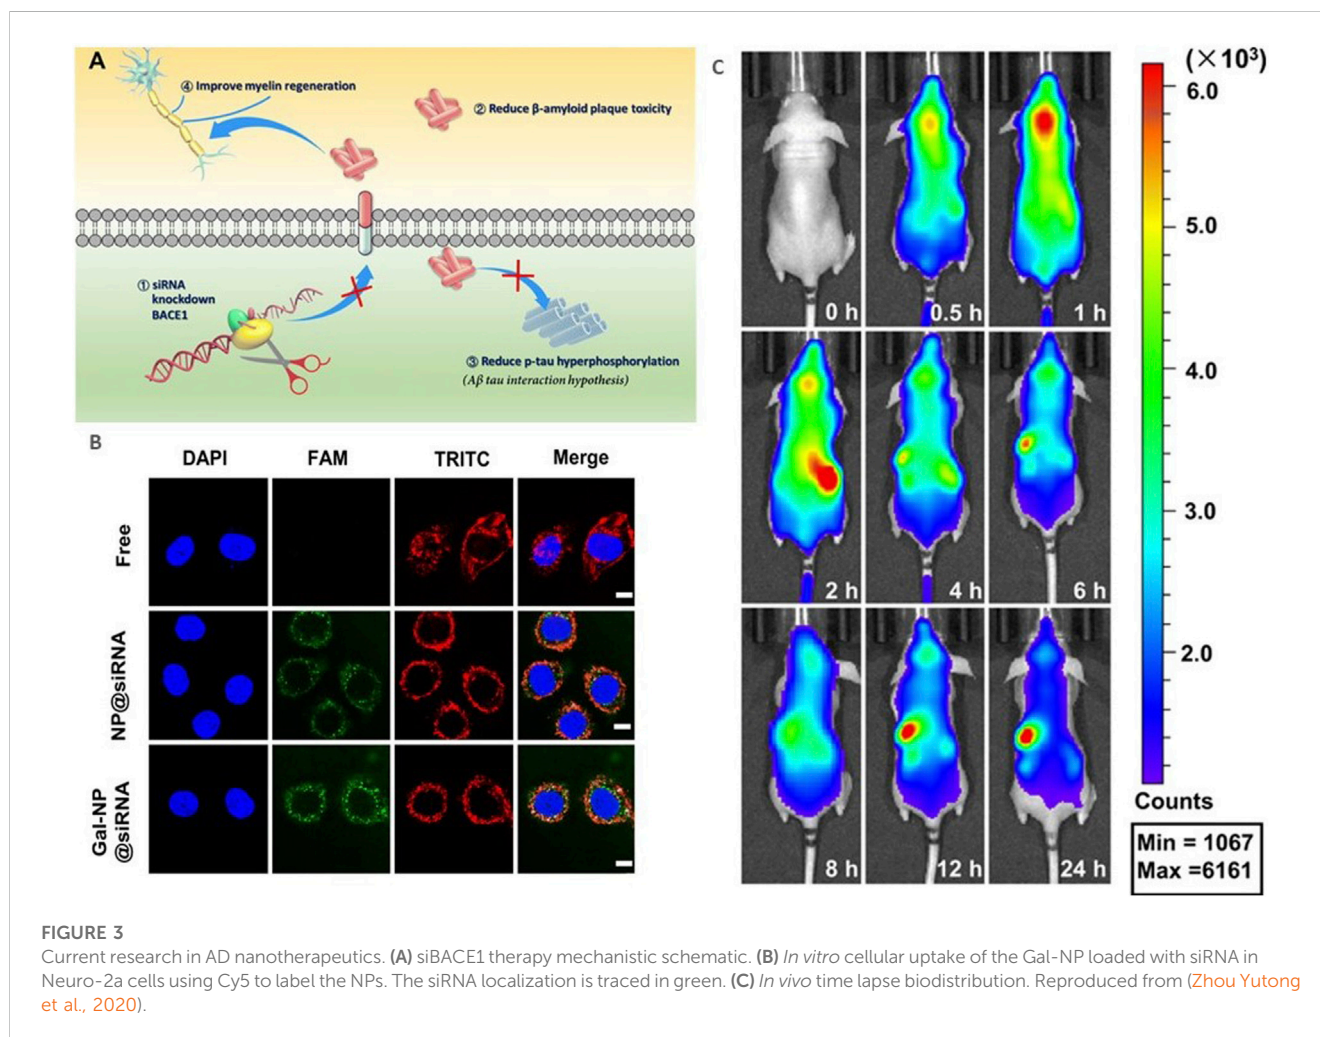 A
④ Improve myelin regeneration
② Reduce β-amyloid plaque toxicity
① siRNA
knockdown
BACE1
③ Reduce p-tau hyperphosphorylation
(Aβ tau interaction hypothesis)
B
DAPI FAM TRITC Merge
Free
NP@siRNA
Gal-NP
@siRNA
C
0 h 0.5 h 1 h
2 h 4 h 6 h
8 h 12 h 24 h
(×10³)
6.0
5.0
4.0
3.0
2.0
Counts
Min = 1067
Max =6161
FIGURE 3
Current research in AD nanotherapeutics. (A) siBACE1 therapy mechanistic schematic. (B) In vitro cellular uptake of the Gal-NP loaded with siRNA in
Neuro-2a cells using Cy5 to label the NPs. The siRNA localization is traced in green. (C) In vivo time lapse biodistribution. Reproduced from (Zhou Yutong
et al., 2020).